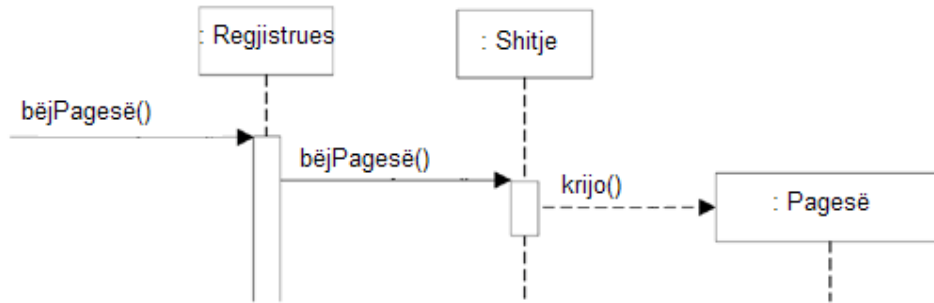 : Regjistrues
: Shitje
bëjPagesë()
bëjPagesë()
krijo()
: Pagesë